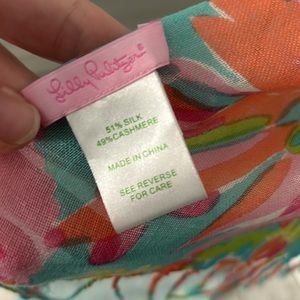 Lilly Pulitzer®
51% SILK
49%CASHMERE
MADE IN CHINA
SEE REVERSE
FOR CARE